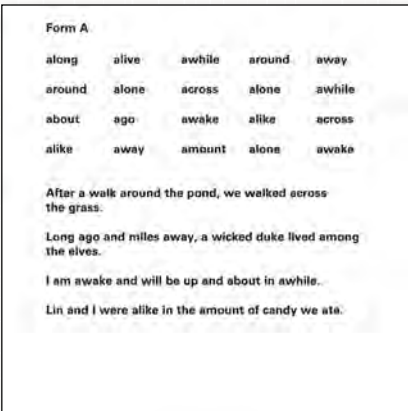 Form A
along alive awhile around away
around alone across alone awhile
about ago awake alike across
alike away amount alone awake
After a walk around the pond, we walked across
the grass.
Long ago and miles away, a wicked duke lived among
the elves.
I am awake and will be up and about in awhile.
Lin and I were alike in the amount of candy we ate.